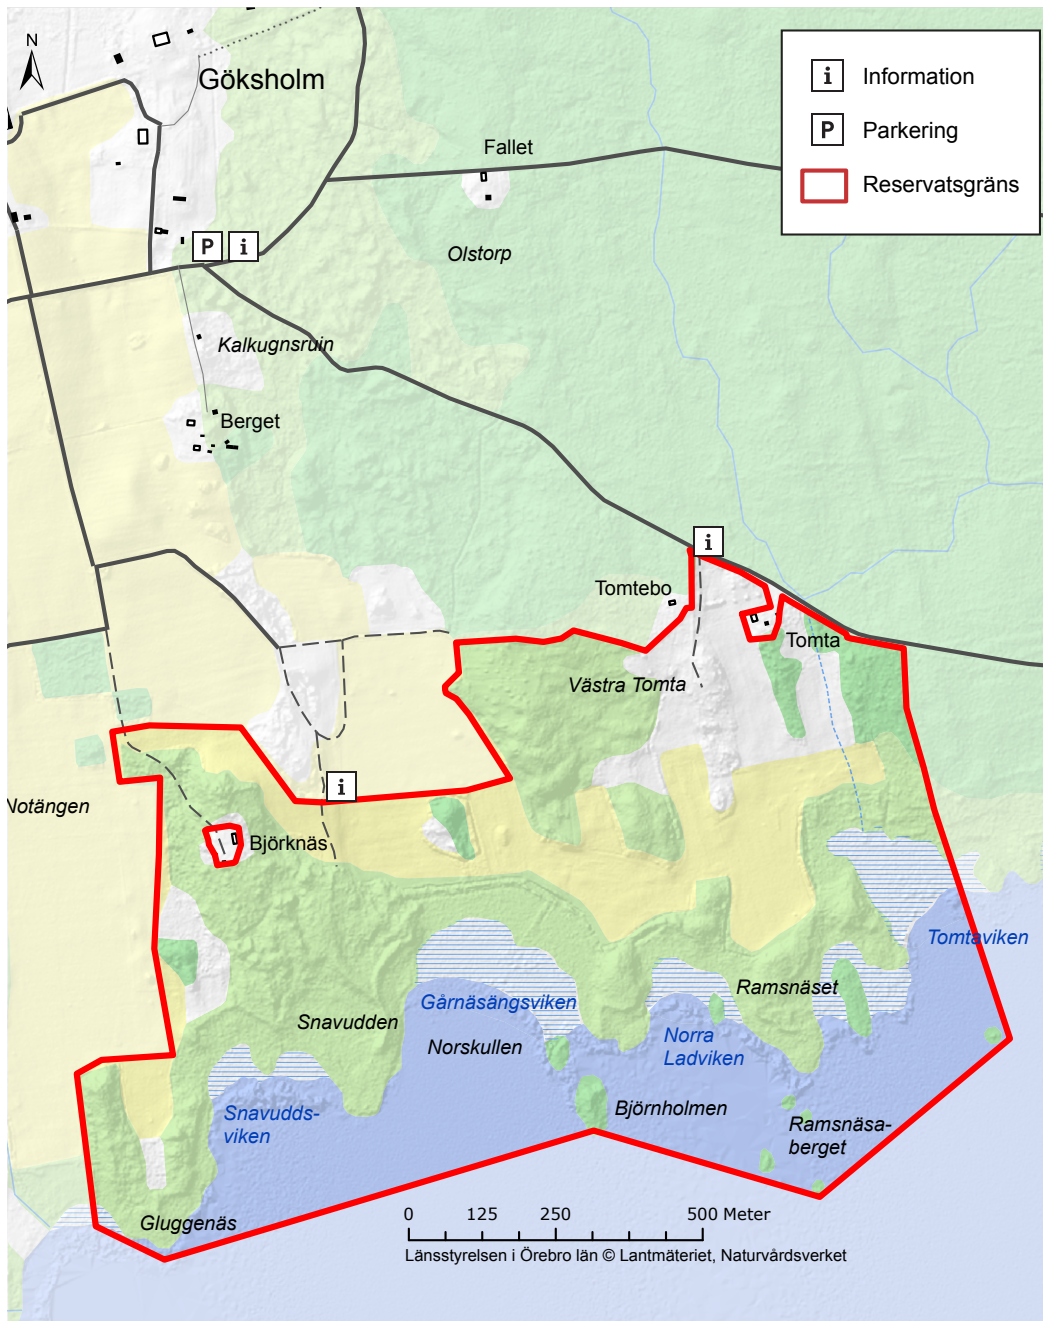 N
Göksholm
i Information
P Parkering
Reservatsgräns
Fallet
Olstorp
P i
Kalkugnsruin
Berget
i
Tomtebo
Tomta
Västra Tomta
i
Notängen
Björknäs
Tomtaviken
Ramsnäset
Gårnäsängsviken
Snavudden
Norskullen
Norra
Ladviken
Snavudds-
viken
Björnholmen
Ramsnäsa-
berget
Gluggenäs
0 125 250 500 Meter
Länsstyrelsen i Örebro län © Lantmäteriet, Naturvårdsverket